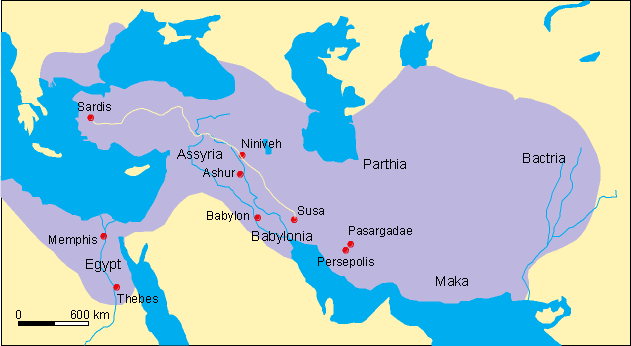 Sardis
Niniveh
Assyria
Parthia
Bactria
Ashur
Babylon
Susa
Babylonia
Pasargadae
Memphis
Persepolis
Egypt
Maka
Thebes
0 600 km